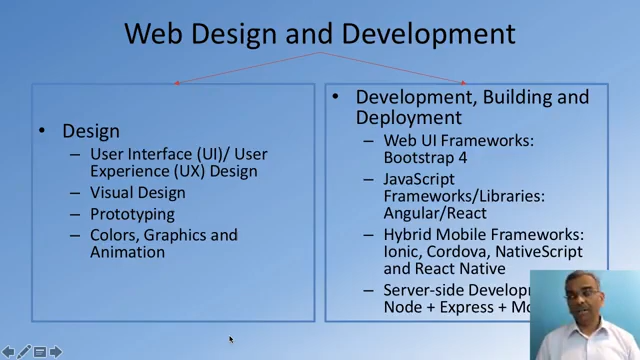 Web Design and Development
• Design
– User Interface (UI)/ User
Experience (UX) Design
– Visual Design
– Prototyping
– Colors, Graphics and
Animation
• Development, Building and
Deployment
– Web UI Frameworks:
Bootstrap 4
– JavaScript
Frameworks/Libraries:
Angular/React
– Hybrid Mobile Frameworks:
Ionic, Cordova, NativeScript
and React Native
– Server-side
Node + Express +